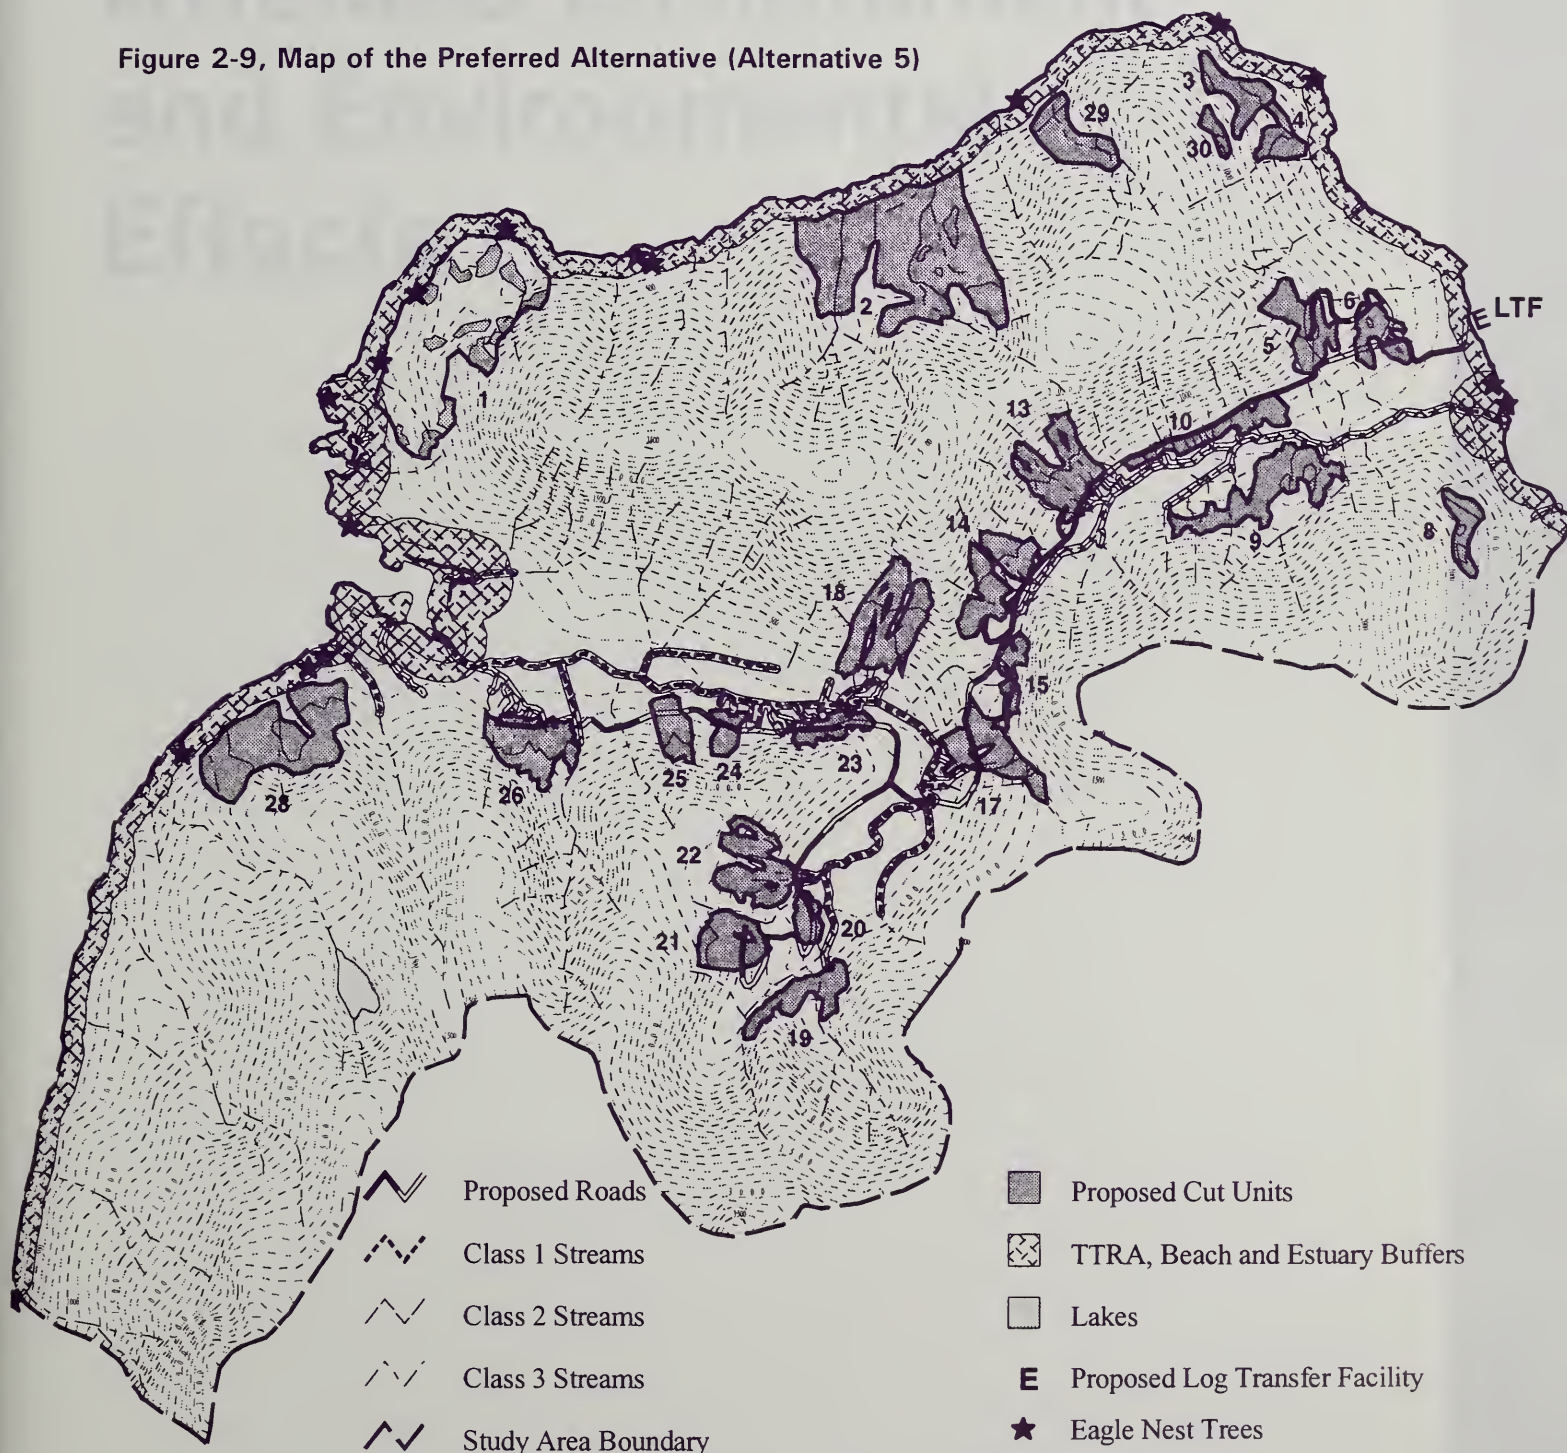 Figure 2-9, Map of the Preferred Alternative (Alternative 5)
3
29
4
30
2
6
LTF
5
1
13
10
14
9
8
18
15
23
25
24
28
26
17
22
20
21
19
Proposed Roads
Class 1 Streams
Class 2 Streams
Class 3 Streams
Study Area Boundary
Proposed Cut Units
TTRA, Beach and Estuary Buffers
Lakes
E Proposed Log Transfer Facility
Eagle Nest Trees